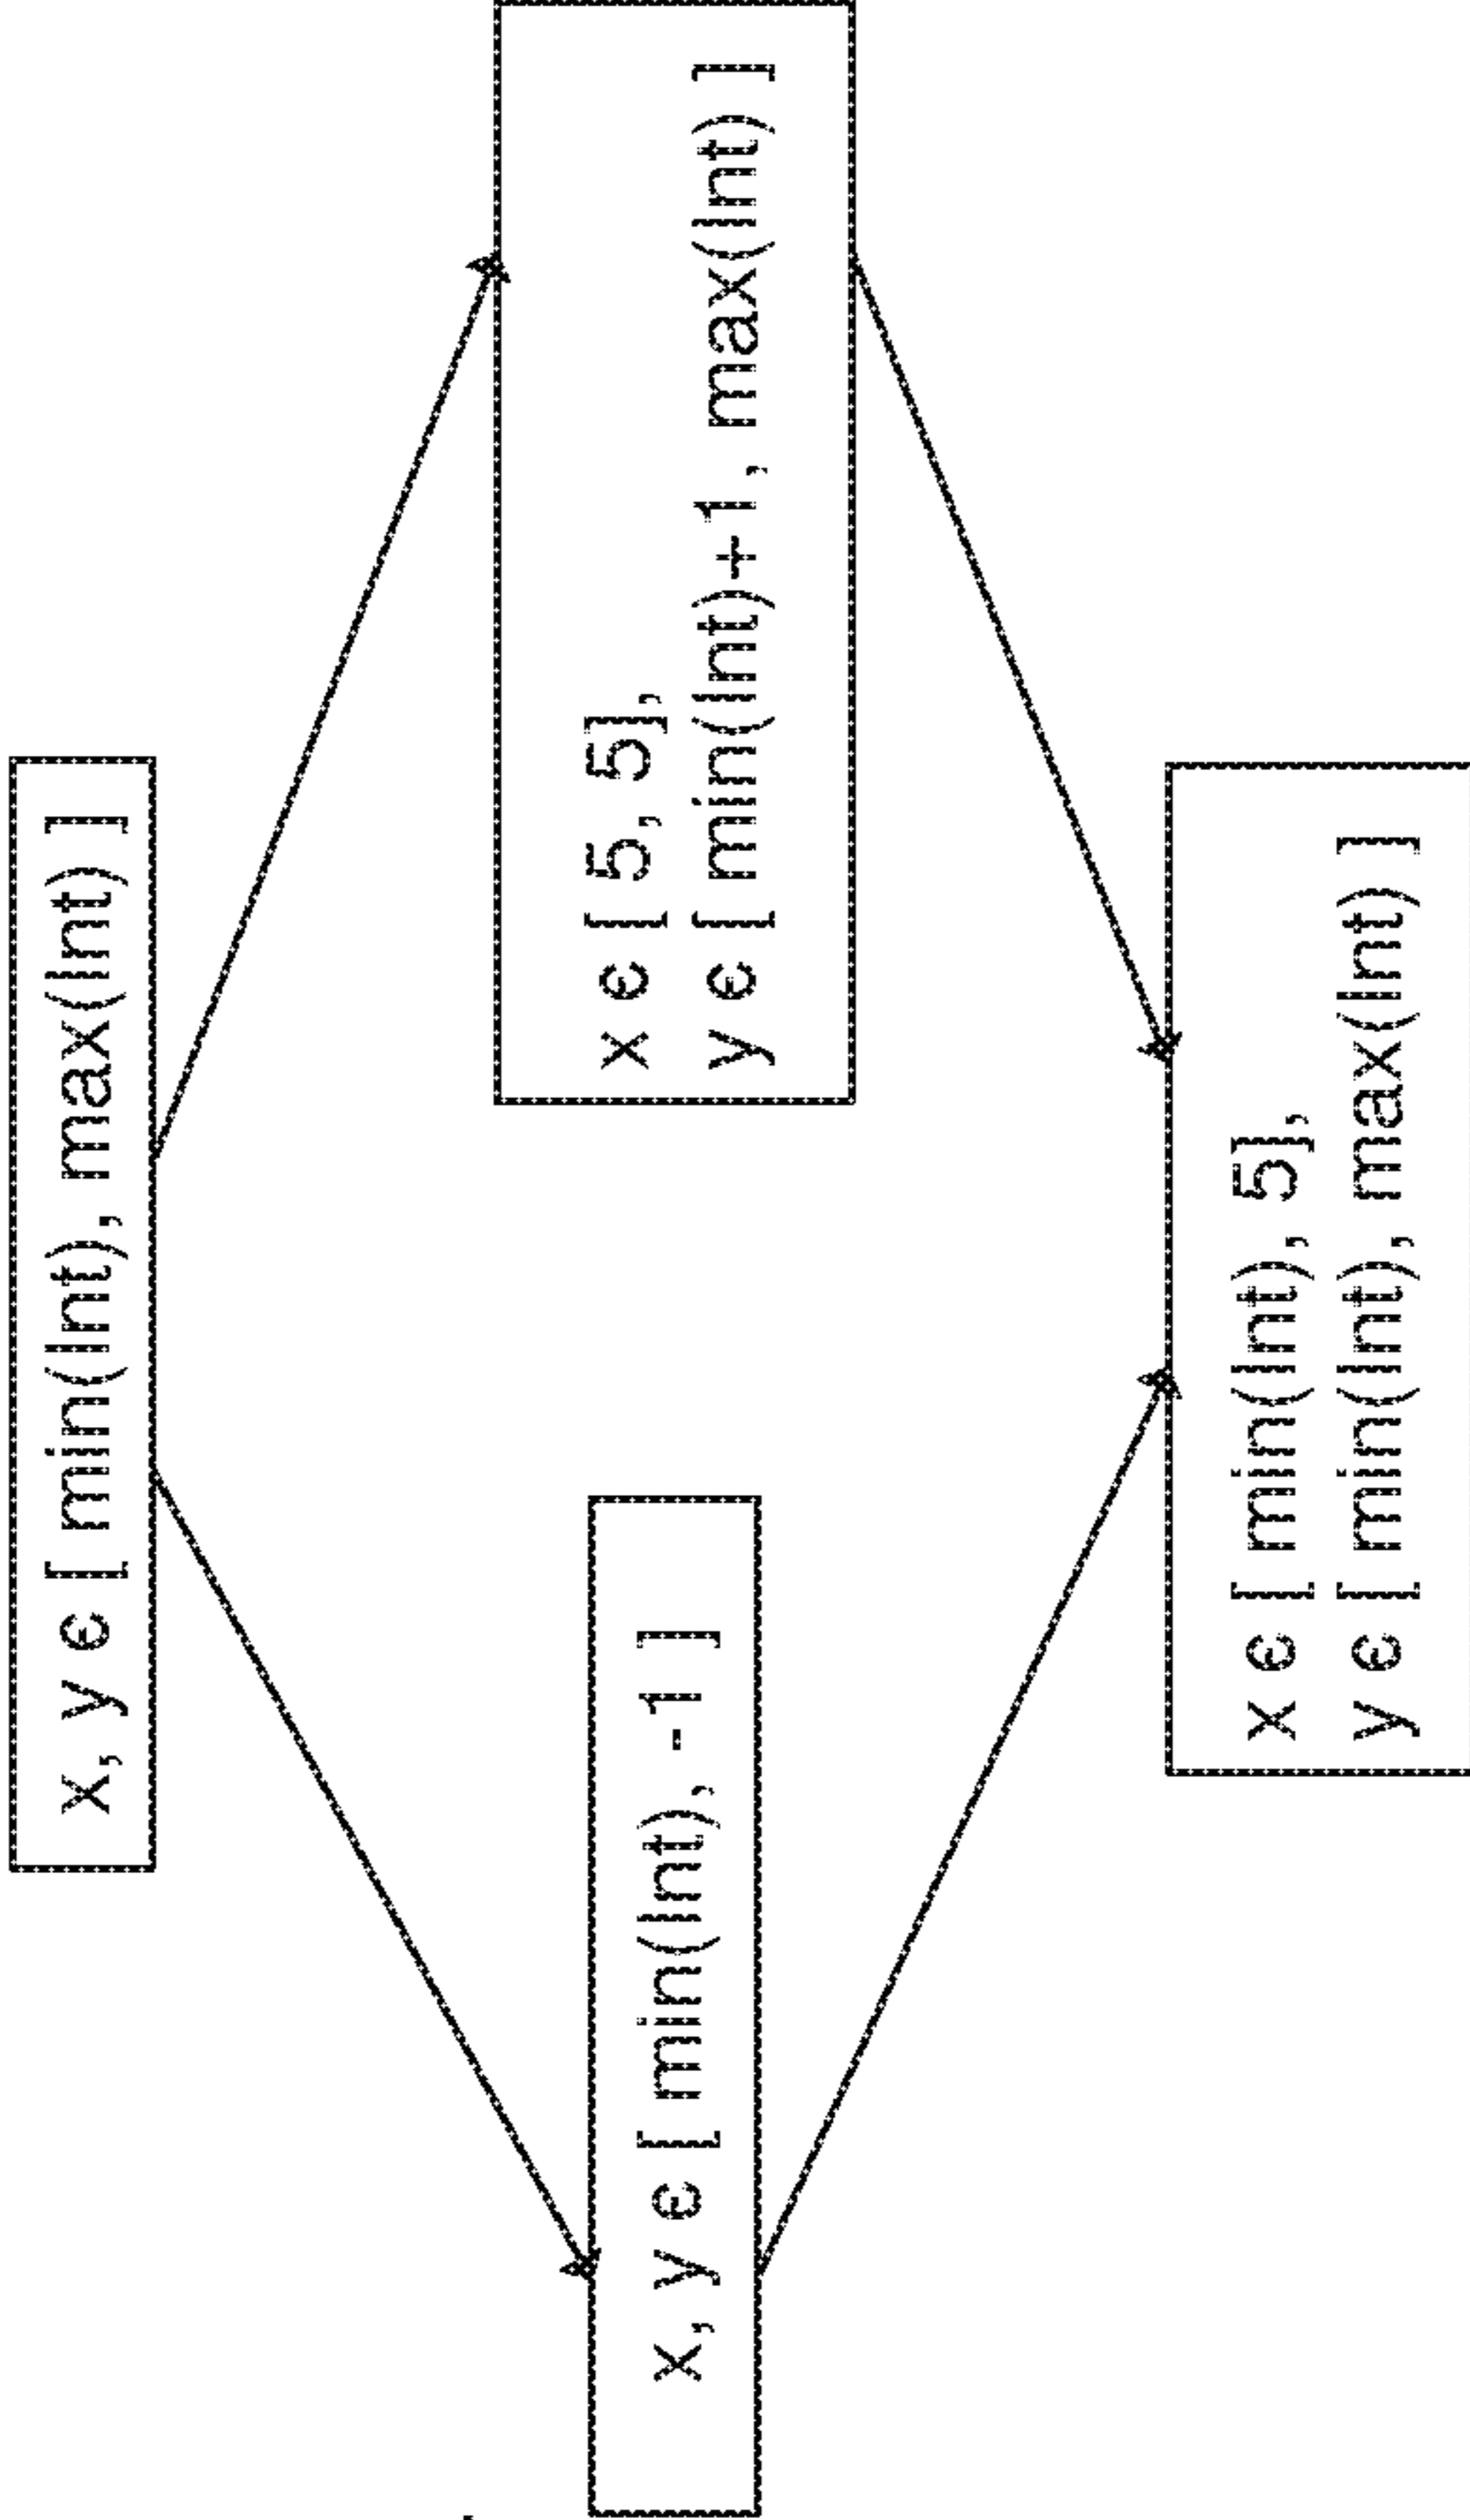 x, y ϵ [ min(Int), max(Int) ]
x, y ϵ [ min(Int), -1 ]
x ϵ [ 5, 5],
y ϵ [ min(Int)+1, max(Int) ]
x ϵ [ min(Int), 5],
y ϵ [ min(Int), max(Int) ]